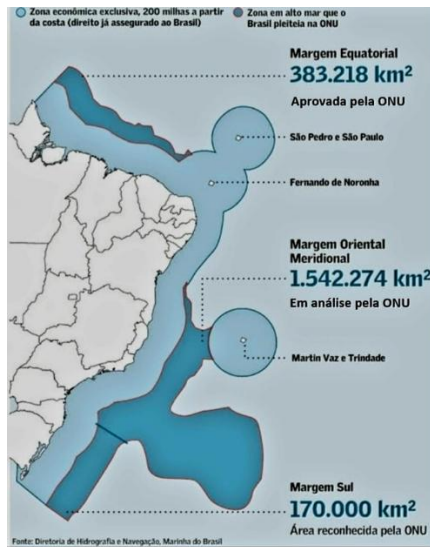 Zona econômica exclusiva, 200 milhas a partir
da costa (direito já assegurado ao Brasil)
Zona em alto mar que o
Brasil pleiteia na ONU
Margem Equatorial
383.218 km²
Aprovada pela ONU
São Pedro e São Paulo
Fernando de Noronha
Margem Oriental
Meridional
1.542.274 km²
Em análise pela ONU
Martin Vaz e Trindade
Margem Sul
170.000 km²
Área reconhecida pela ONU
Fonte: Diretoria de Hidrografia e Navegação, Marinha do Brasil